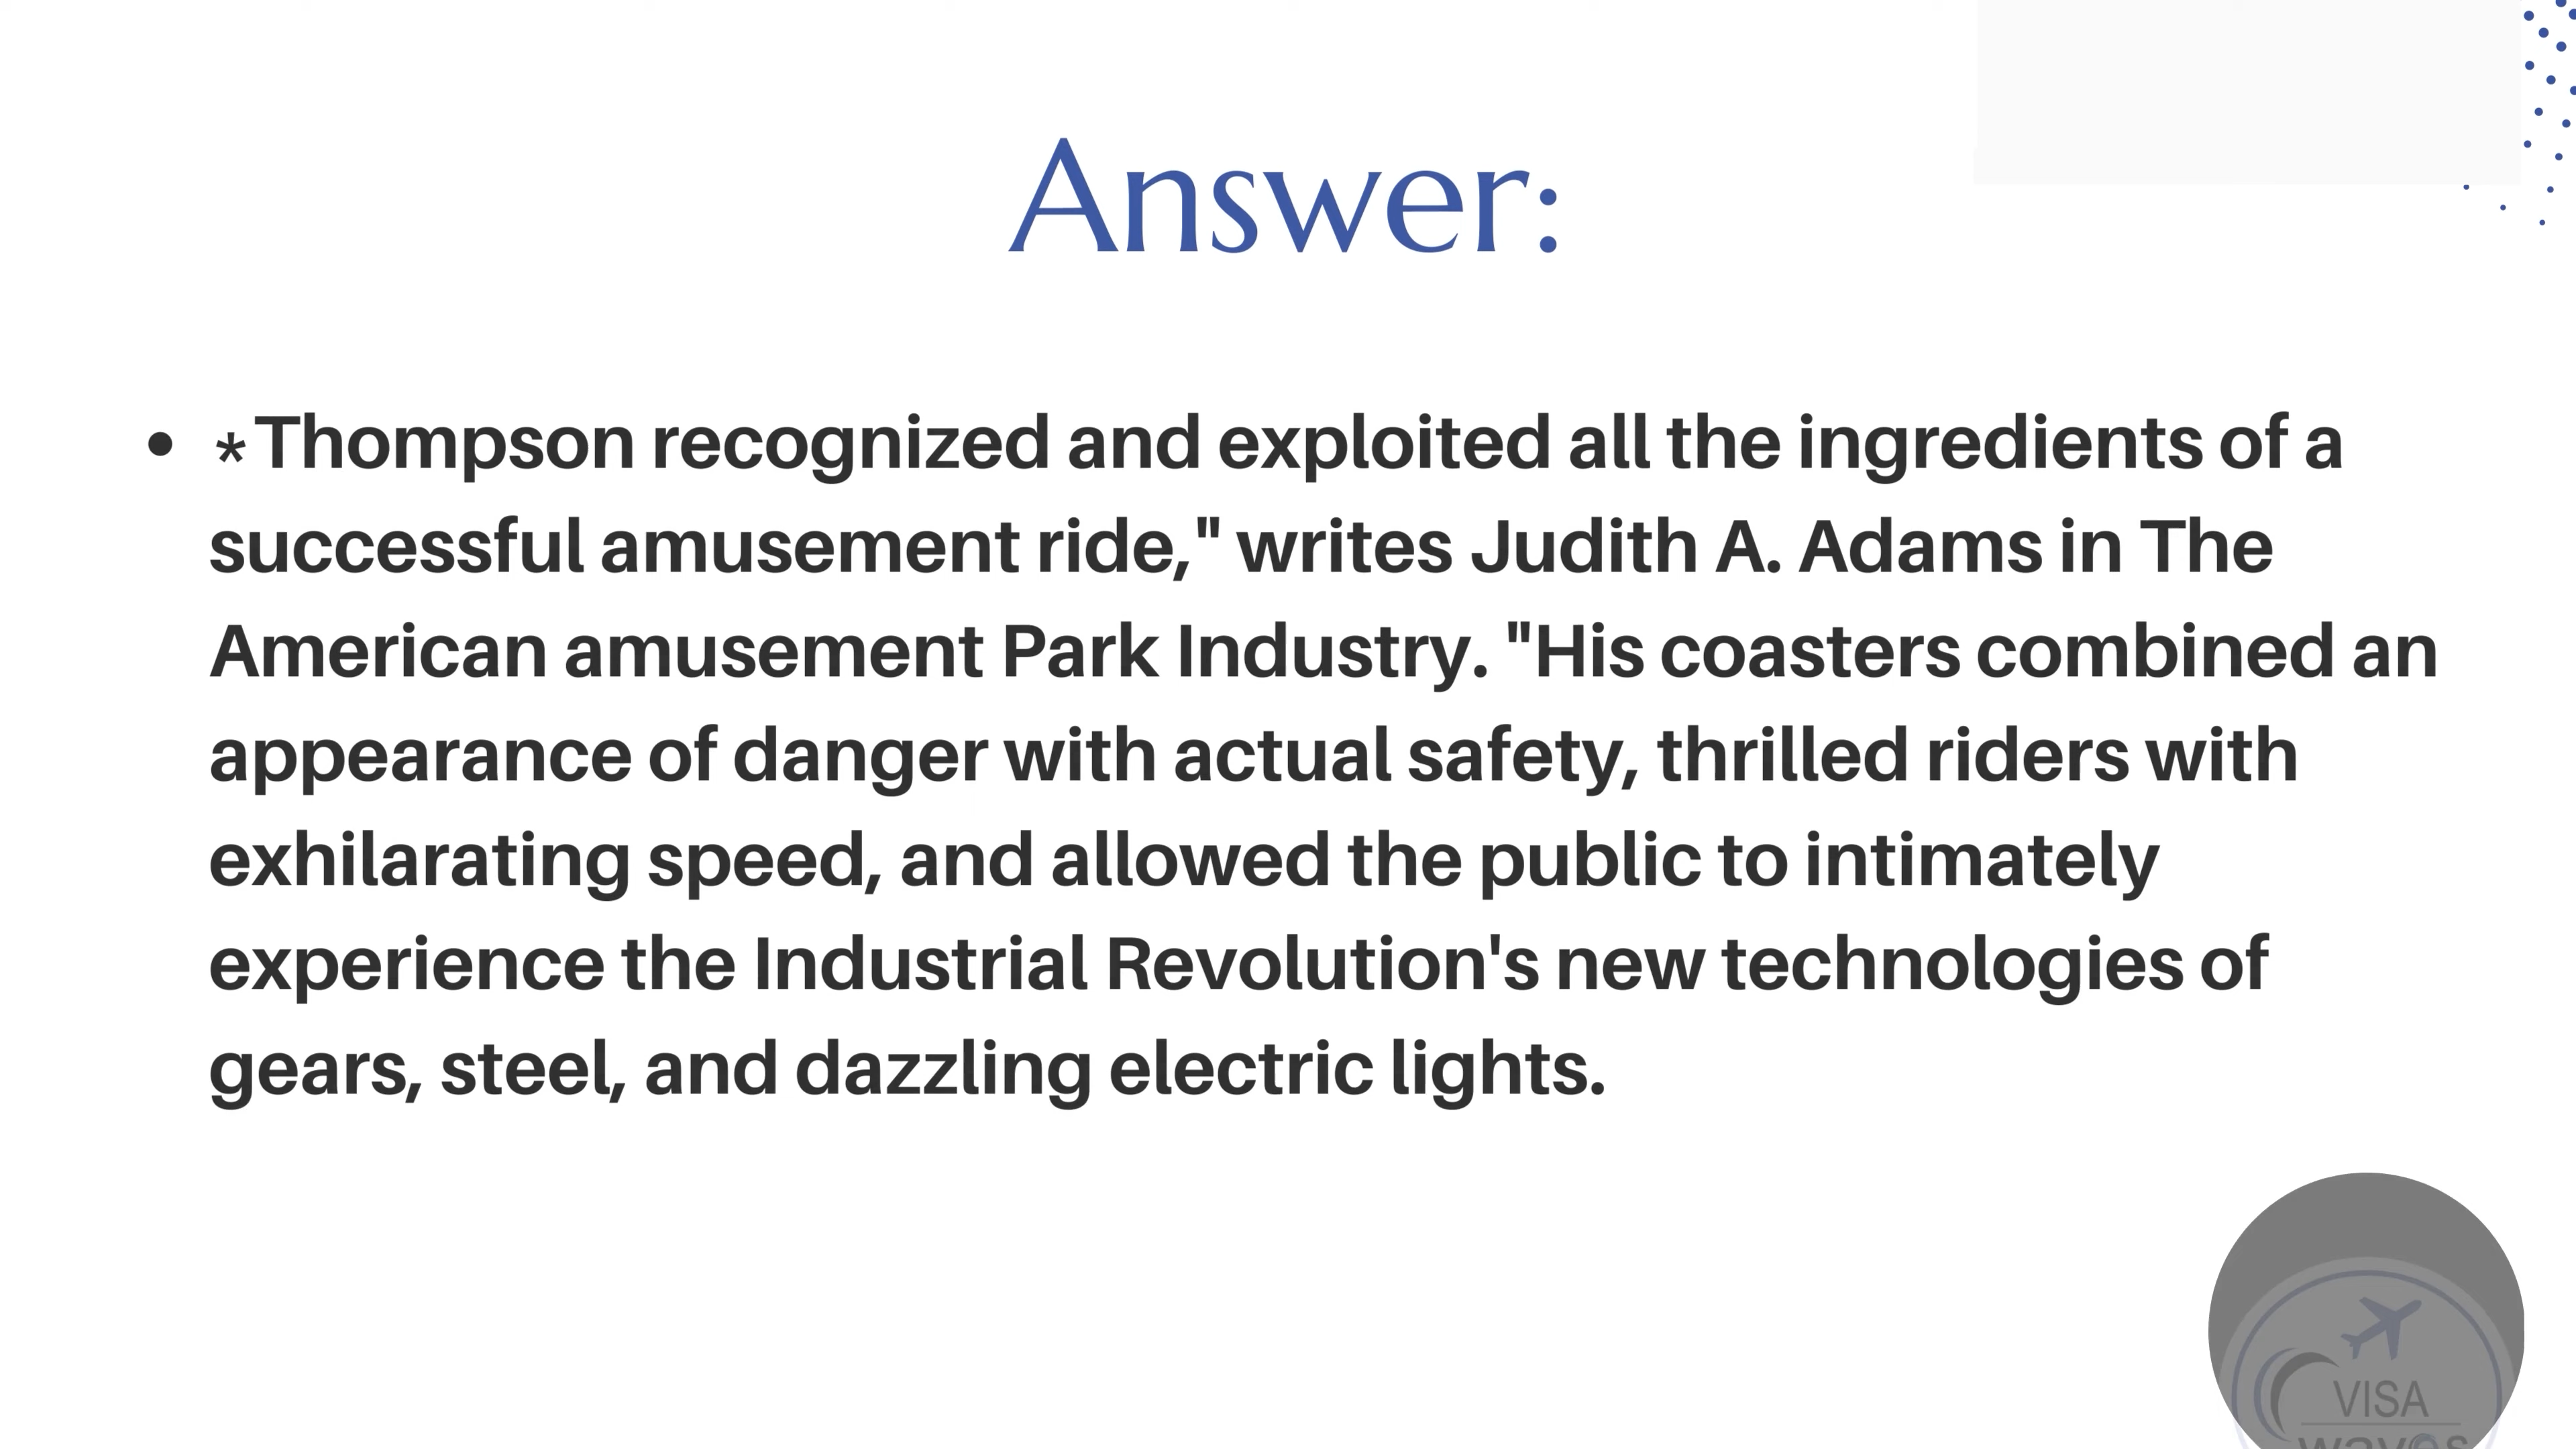 Answer:
• *Thompson recognized and exploited all the ingredients of a
successful amusement ride," writes Judith A. Adams in The
American amusement Park Industry. "His coasters combined an
appearance of danger with actual safety, thrilled riders with
exhilarating speed, and allowed the public to intimately
experience the Industrial Revolution's new technologies of
gears, steel, and dazzling electric lights.
VISA
waves